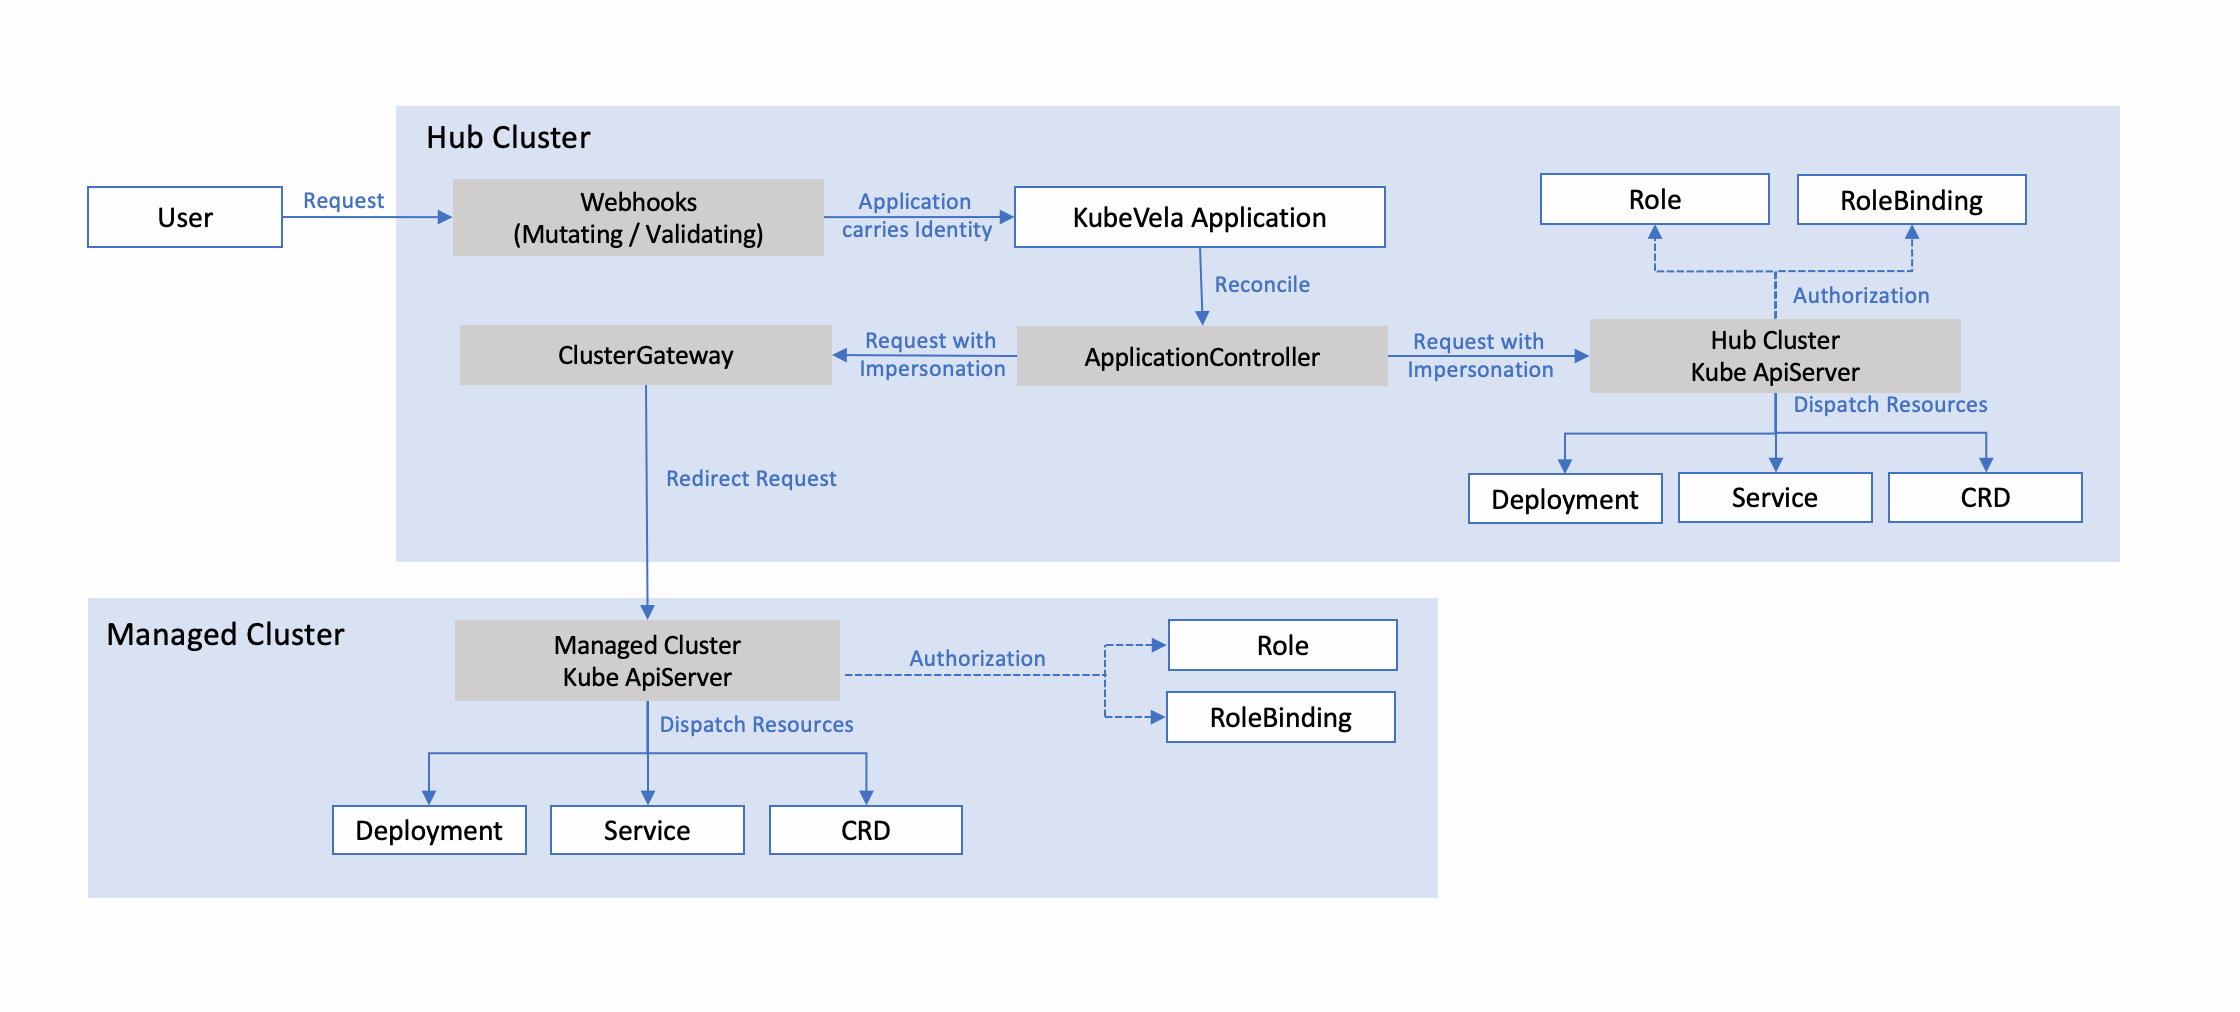 Hub Cluster
User
Request
Webhooks
(Mutating / Validating)
Application
carries Identity
KubeVela Application
Role
RoleBinding
Reconcile
Authorization
ClusterGateway
Request with
Impersonation
ApplicationController
Request with
Impersonation
Hub Cluster
Kube ApiServer
Dispatch Resources
Redirect Request
Deployment
Service
CRD
Managed Cluster
Managed Cluster
Kube ApiServer
Authorization
Role
RoleBinding
Dispatch Resources
Deployment
Service
CRD